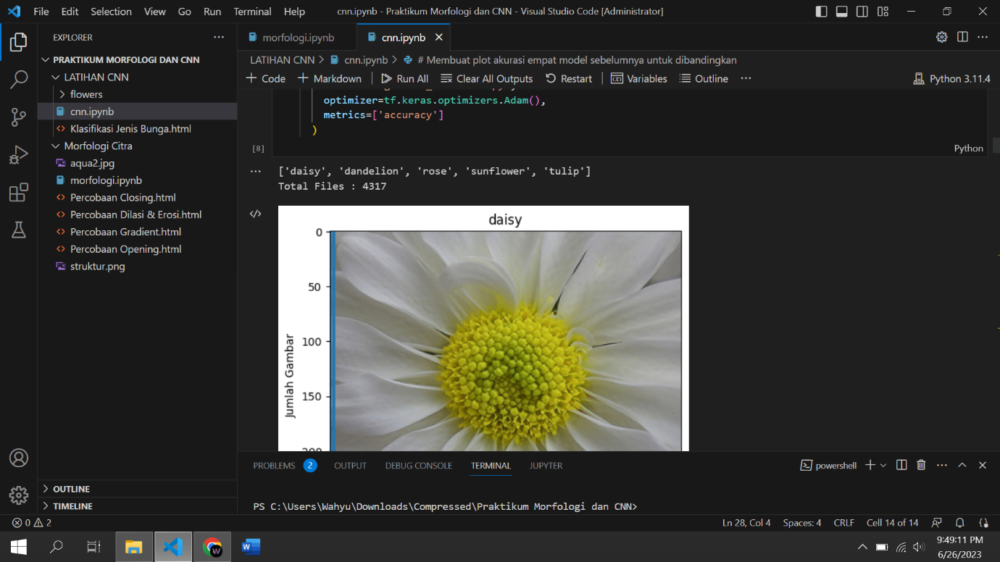 File Edit Selection View Go Run Terminal Help cnn.ipynb - Praktikum Morfologi dan CNN - Visual Studio Code [Administrator]
EXPLORER
PRAKTIKUM MORFOLOGI DAN CNN
LATIHAN CNN
flowers
cnn.ipynb
Klasifikasi Jenis Bunga.html
Morfologi Citra
aqua2.jpg
morfologi.ipynb
Percobaan Closing.html
Percobaan Dilasi & Erosi.html
Percobaan Gradient.html
Percobaan Opening.html
struktur.png
OUTLINE
TIMELINE
morfologi.ipynb cnn.ipynb
LATIHAN CNN > cnn.ipynb > # Membuat plot akurasi empat model sebelumnya untuk dibandingkan
+ Code + Markdown Run All Clear All Outputs Restart Variables Outline ... Python 3.11.4
optimizer=tf.keras.optimizers.Adam(),
metrics=['accuracy']
)
[8] Python
['daisy', 'dandelion', 'rose', 'sunflower', 'tulip']
Total Files : 4317
daisy
0
50
100
150
Jumlah Gambar
PROBLEMS 2 OUTPUT DEBUG CONSOLE TERMINAL JUPYTER powershell
PS C:\Users\Wahyu\Downloads\Compressed\Praktikum Morfologi dan CNN>
0 2 Ln 28, Col 4 Spaces: 4 CRLF Cell 14 of 14
9:49:11 PM
6/26/2023